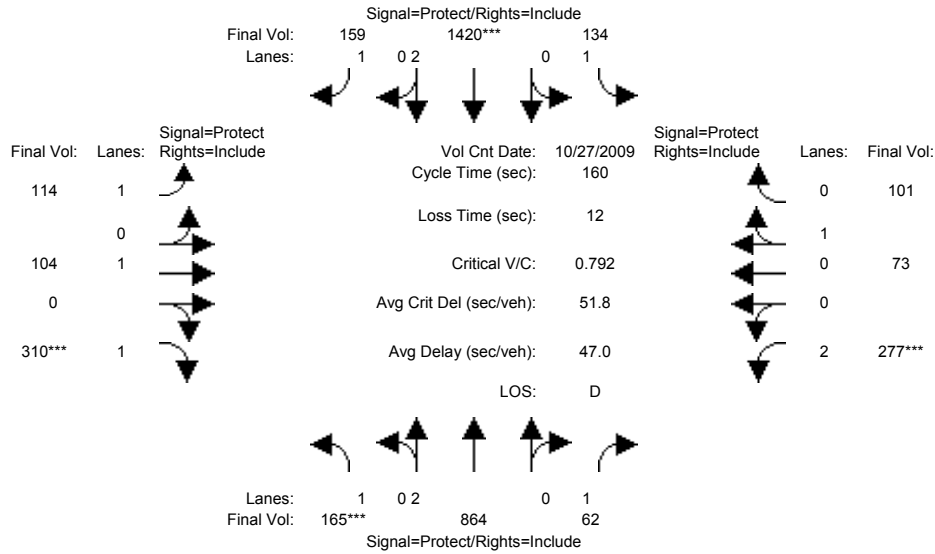 Signal=Protect/Rights=Include
Final Vol: 159 1420*** 134
Lanes: 1 0 2 0 1
Signal=Protect Signal=Protect
Final Vol: Lanes: Rights=Include Vol Cnt Date: 10/27/2009 Rights=Include Lanes: Final Vol:
Cycle Time (sec): 160
114 1 0 101
Loss Time (sec): 12
0 1
104 1 Critical V/C: 0.792 0 73
0 Avg Crit Del (sec/veh): 51.8 0
310*** 1 Avg Delay (sec/veh): 47.0 2 277***
LOS: D
Lanes: 1 0 2 0 1
Final Vol: 165*** 864 62
Signal=Protect/Rights=Include